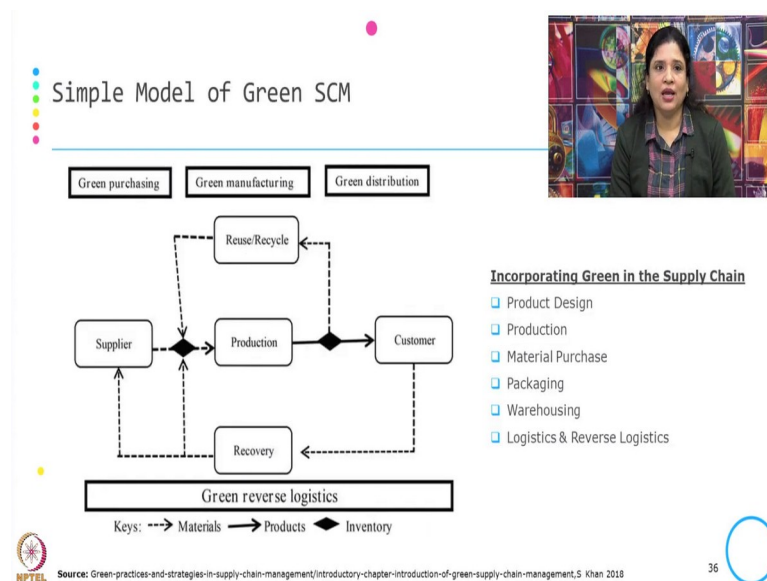 Simple Model of Green SCM
Green purchasing
Green manufacturing
Green distribution
Reuse/Recycle
Supplier
Production
Customer
Recovery
Green reverse logistics
Keys: Materials Products Inventory
Incorporating Green in the Supply Chain
Product Design
Production
Material Purchase
Packaging
Warehousing
Logistics & Reverse Logistics
NPTEL
Source: Green-practices-and-strategies-in-supply-chain-management/introductory-chapter-introduction-of-green-supply-chain-management,S Khan 2018
36